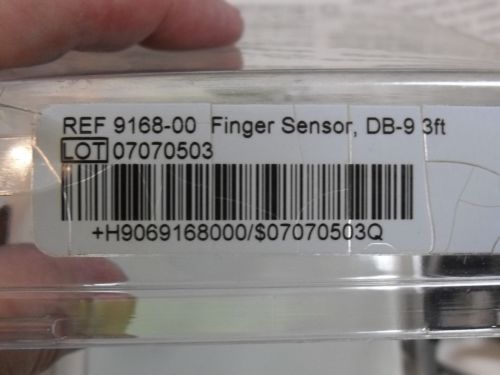 REF 9168-00 Finger Sensor, DB-9 3ft
LOT 07070503
+H9069168000/$07070503Q